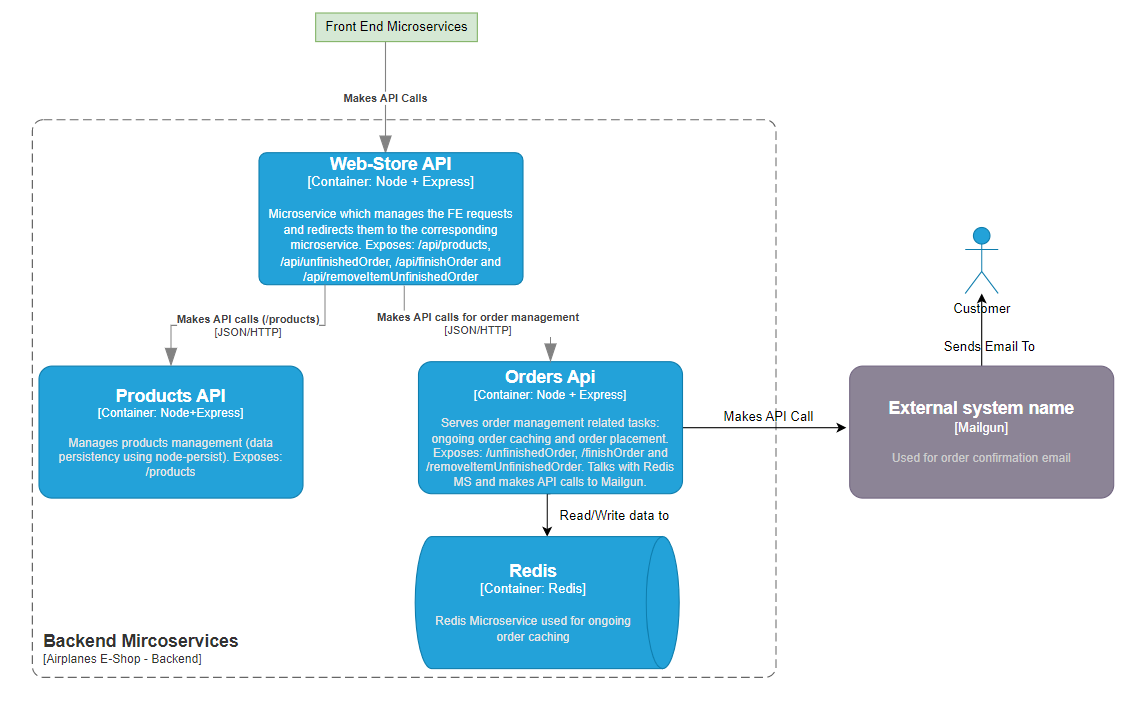 Front End Microservices
Makes API Calls
Web-Store API
[Container: Node + Express]
Microservice which manages the FE requests
and redirects them to the corresponding
microservice. Exposes: /api/products,
/api/unfinishedOrder, /api/finishOrder and
/api/removeItemUnfinishedOrder
Makes API calls (/products)
[JSON/HTTP]
Makes API calls for order management
[JSON/HTTP]
Customer
Sends Email To
Products API
[Container: Node+Express]
Manages products management (data
persistency using node-persist). Exposes:
/products
Orders Api
[Container: Node + Express]
Serves order management related tasks:
ongoing order caching and order placement.
Exposes: /unfinishedOrder, /finishOrder and
/removeItemUnfinishedOrder. Talks with Redis
MS and makes API calls to Mailgun.
Makes API Call
External system name
[Mailgun]
Used for order confirmation email
Read/Write data to
Redis
[Container: Redis]
Redis Microservice used for ongoing
order caching
Backend Mircoservices
[Airplanes E-Shop - Backend]